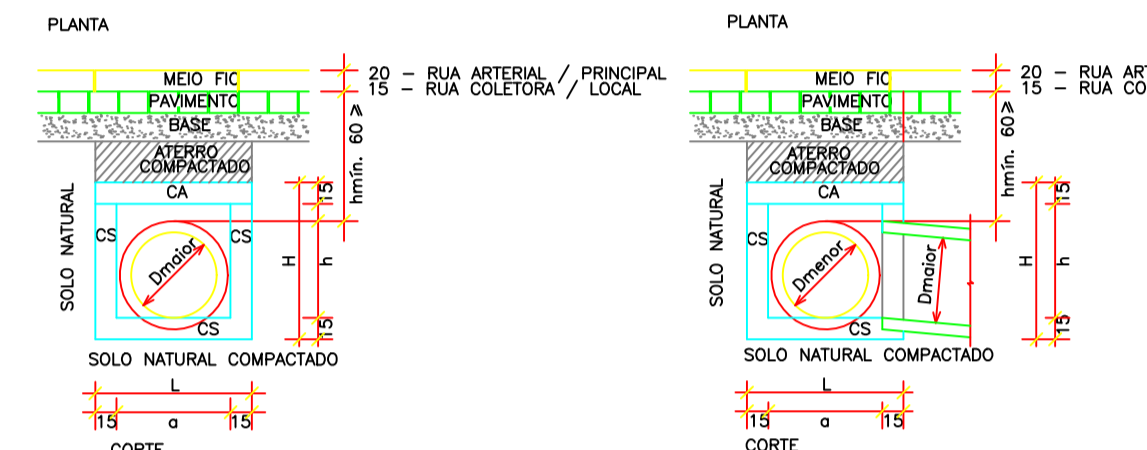 PLANTA
MEIO FIO
PAVIMENTO
BASE
ATERRO
COMPACTADO
CA
CS
CS
Dmaior
CS
SOLO NATURAL
SOLO NATURAL COMPACTADO
L
15
a
15
CORTE
20 – RUA ARTERIAL / PRINCIPAL
15 – RUA COLETORA / LOCAL
hmín. 60 ≥
15
H
h
15
PLANTA
MEIO FIO
PAVIMENTO
BASE
ATERRO
COMPACTADO
CA
CS
Dmenor
Dmaior
CS
SOLO NATURAL
SOLO NATURAL COMPACTADO
L
15
a
15
CORTE
20 – RUA ART
15 – RUA CO
hmín. 60 ≥
15
H
h
15